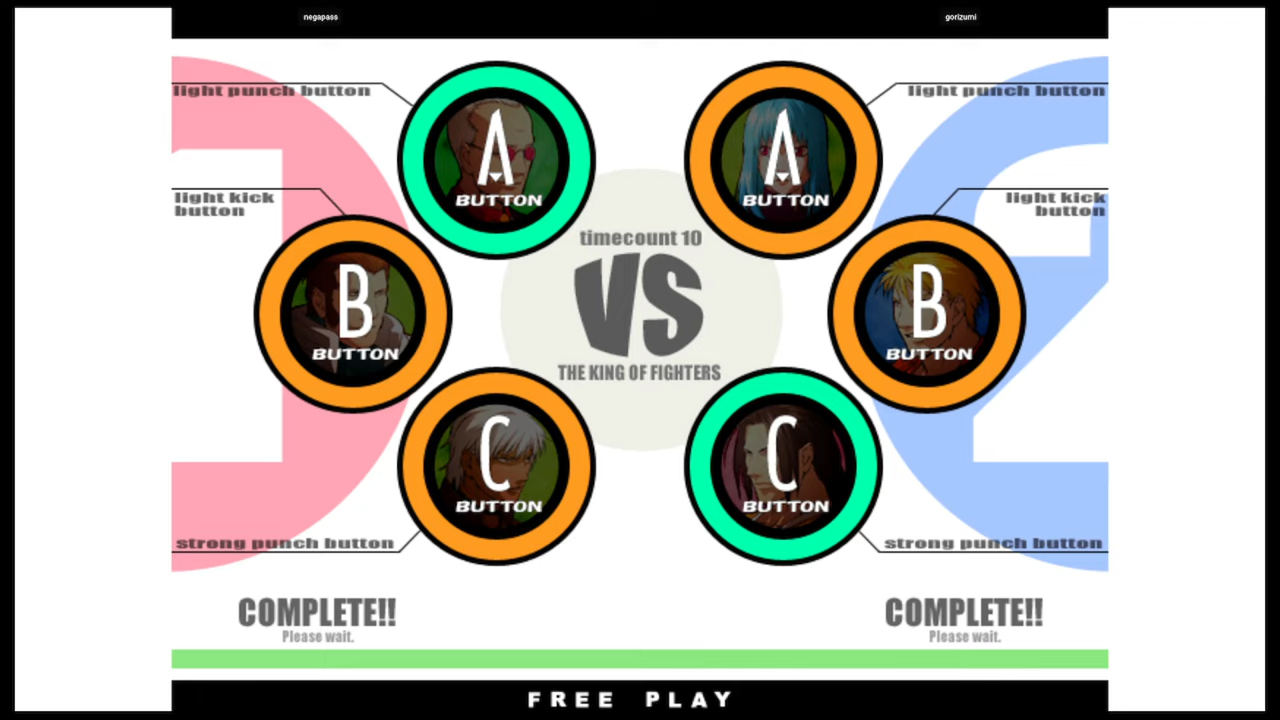 negapass
gorizumi
light punch button
light punch button
A
BUTTON
A
BUTTON
light kick
button
light kick
button
timecount 10
VS
THE KING OF FIGHTERS
B
BUTTON
B
BUTTON
C
BUTTON
C
BUTTON
strong punch button
strong punch button
COMPLETE!!
Please wait.
COMPLETE!!
Please wait.
FREE PLAY
1
2